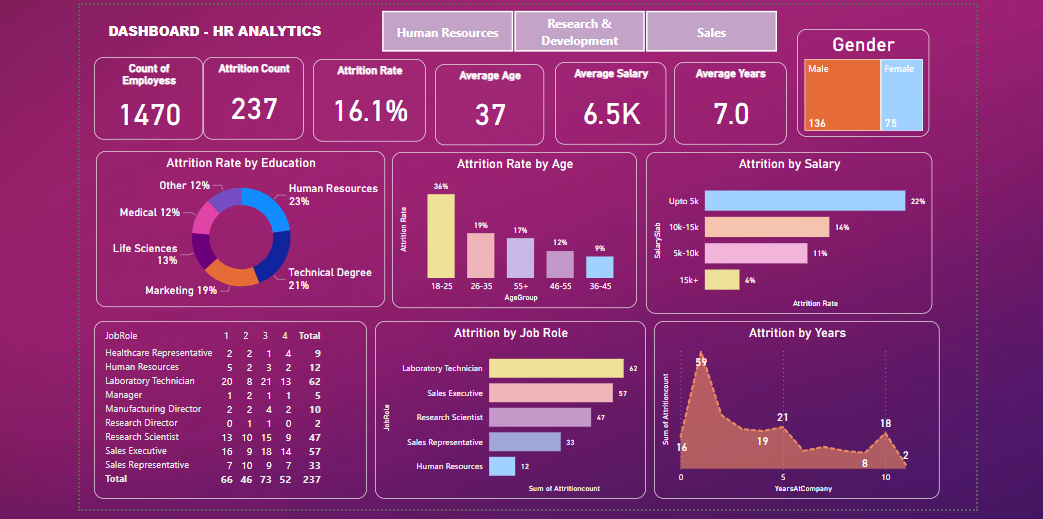 DASHBOARD - HR ANALYTICS
Human Resources
Research &
Development
Sales
Gender
Male
Female
136
75
Count of
Employess
1470
Attrition Count
237
Attrition Rate
16.1%
Average Age
37
Average Salary
6.5K
Average Years
7.0
Attrition Rate by Education
Other 12%
Human Resources
23%
Medical 12%
Life Sciences
13%
Technical Degree
21%
Marketing 19%
Attrition Rate by Age
Attrition Rate
36%
19%
17%
12%
9%
18-25 26-35 55+ 46-55 36-45
AgeGroup
Attrition by Salary
SalarySlab
Upto 5k 22%
10k-15k 14%
5k-10k 11%
15k+ 4%
Attrition Rate
JobRole 1 2 3 4 Total
Healthcare Representative 2 2 1 4 9
Human Resources 5 2 3 2 12
Laboratory Technician 20 8 21 13 62
Manager 1 2 1 1 5
Manufacturing Director 2 2 4 2 10
Research Director 0 1 1 0 2
Research Scientist 13 10 15 9 47
Sales Executive 16 9 18 14 57
Sales Representative 7 10 9 7 33
Total 66 46 73 52 237
Attrition by Job Role
JobRole
Laboratory Technician 62
Sales Executive 57
Research Scientist 47
Sales Representative 33
Human Resources 12
Sum of Attritioncount
Attrition by Years
Sum of Attritioncount
59
16
19
21
8
18
2
0 5 10
YearsAtCompany